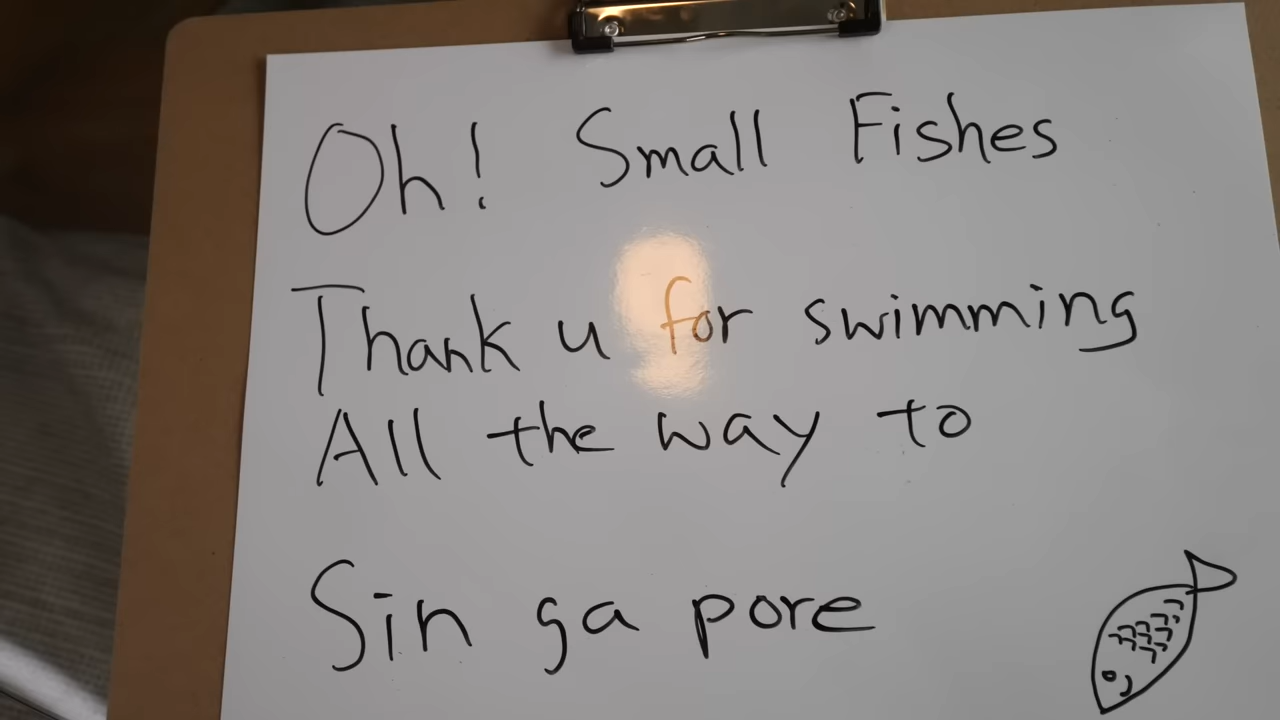 Oh! Small Fishes
Thank u for swimming
All the way to
Sin ga pore